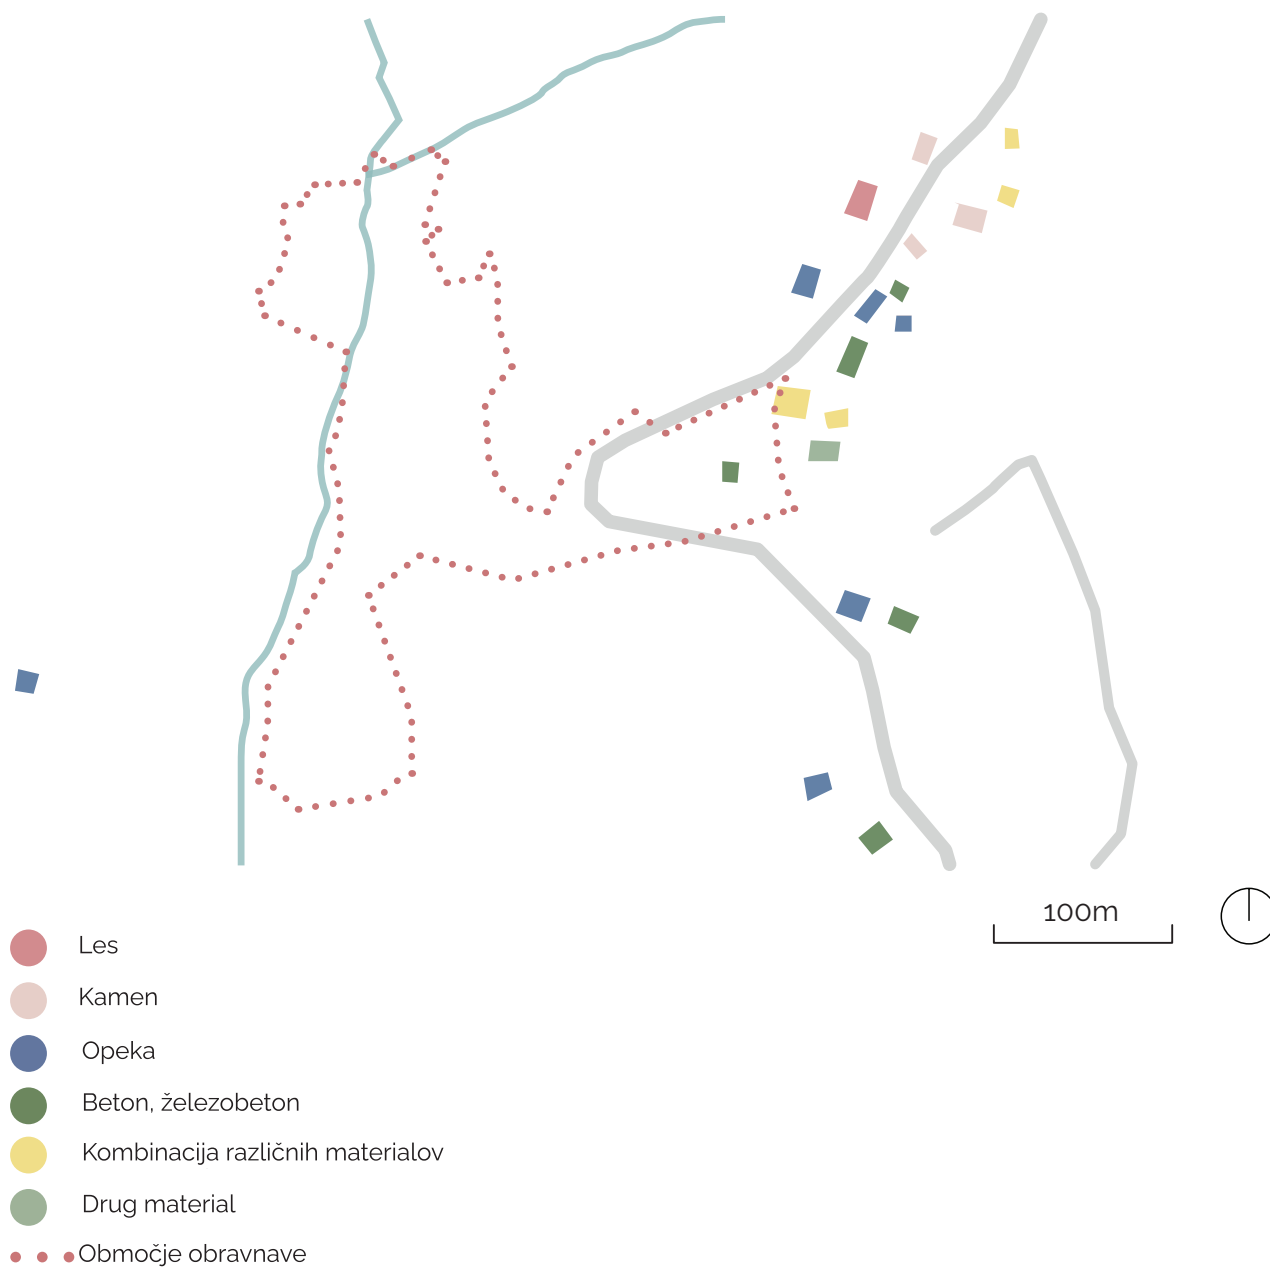 100m
Les
Kamen
Opeka
Beton, železobeton
Kombinacija različnih materialov
Drug material
Območje obravnave